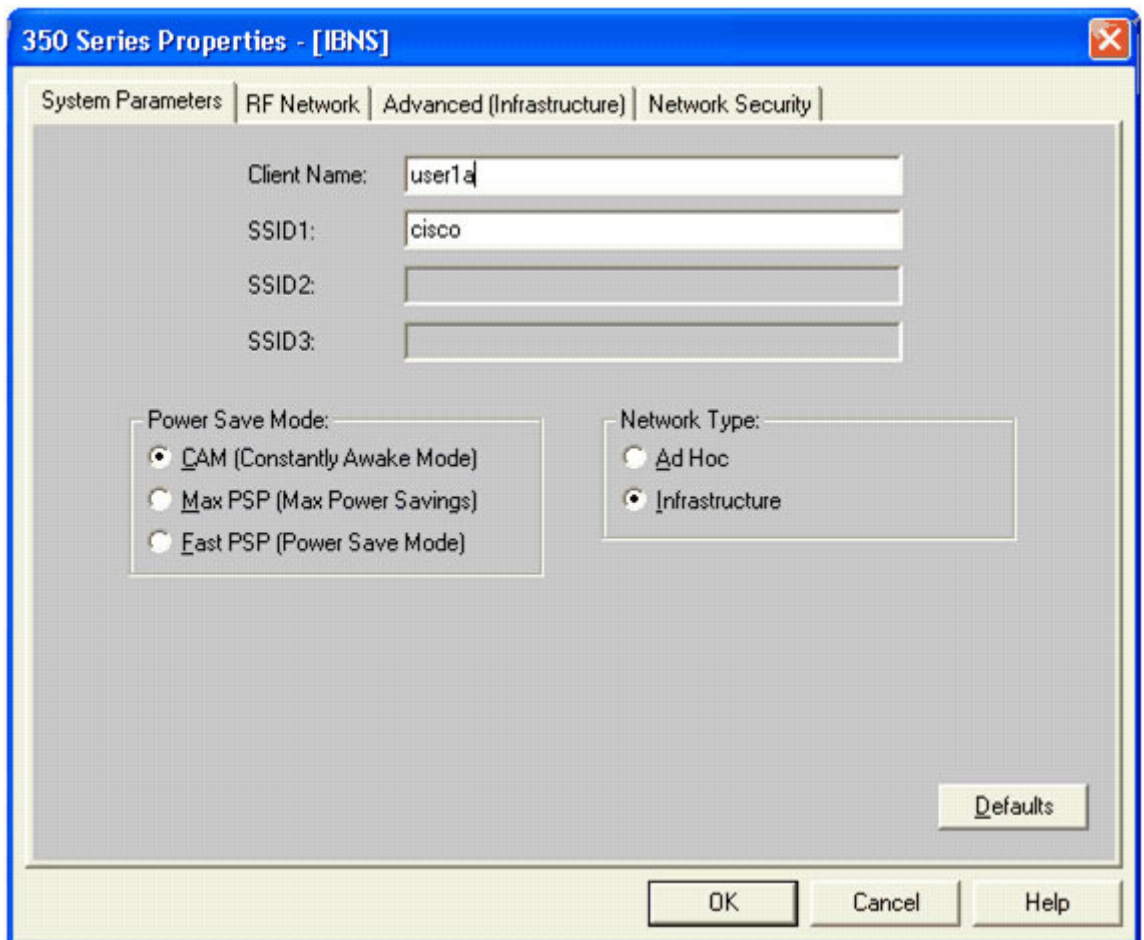 350 Series Properties - [IBNS]
System Parameters
RF Network
Advanced (Infrastructure)
Network Security
Client Name:
user1a
SSID1:
cisco
SSID2:
SSID3:
Power Save Mode:
CAM (Constantly Awake Mode)
Max PSP (Max Power Savings)
Fast PSP (Power Save Mode)
Network Type:
Ad Hoc
Infrastructure
Defaults
OK
Cancel
Help